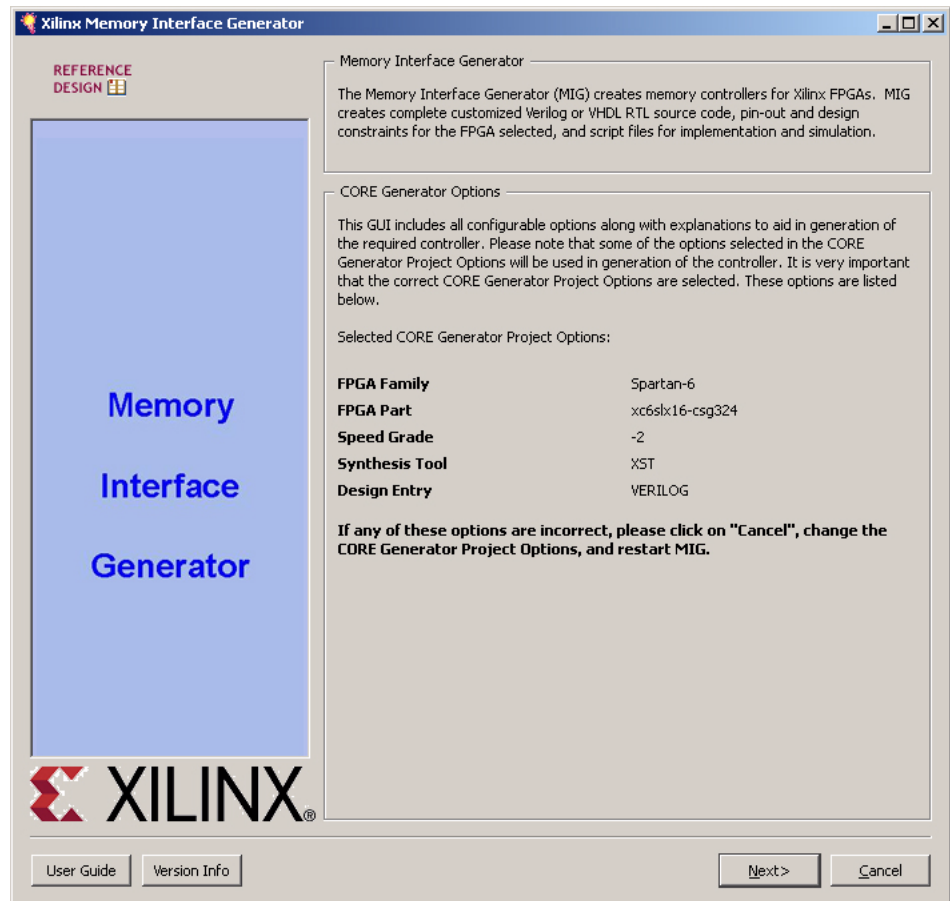 Xilinx Memory Interface Generator
REFERENCE
DESIGN
Memory
Interface
Generator
XILINX®
Memory Interface Generator
The Memory Interface Generator (MIG) creates memory controllers for Xilinx FPGAs. MIG
creates complete customized Verilog or VHDL RTL source code, pin-out and design
constraints for the FPGA selected, and script files for implementation and simulation.
CORE Generator Options
This GUI includes all configurable options along with explanations to aid in generation of
the required controller. Please note that some of the options selected in the CORE
Generator Project Options will be used in generation of the controller. It is very important
that the correct CORE Generator Project Options are selected. These options are listed
below.
Selected CORE Generator Project Options:
FPGA Family Spartan-6
FPGA Part xc6slx16-csg324
Speed Grade -2
Synthesis Tool XST
Design Entry VERILOG
If any of these options are incorrect, please click on "Cancel", change the
CORE Generator Project Options, and restart MIG.
User Guide Version Info Next> Cancel